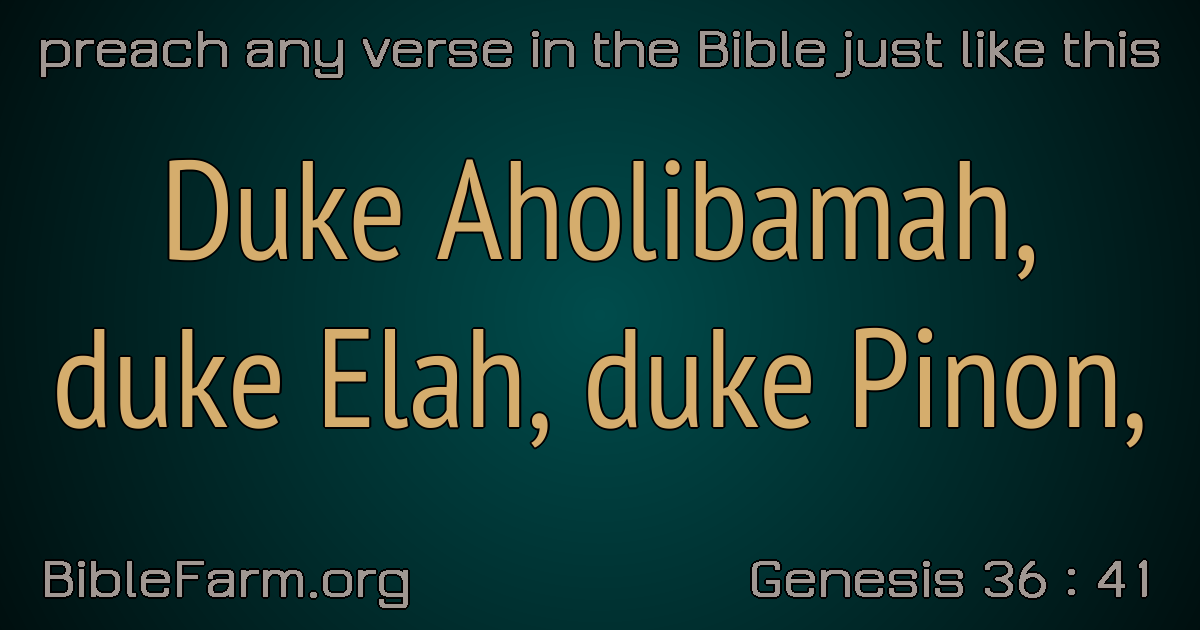 preach any verse in the Bible just like this
Duke Aholibamah,
duke Elah, duke Pinon,
BibleFarm.org
Genesis 36 : 41